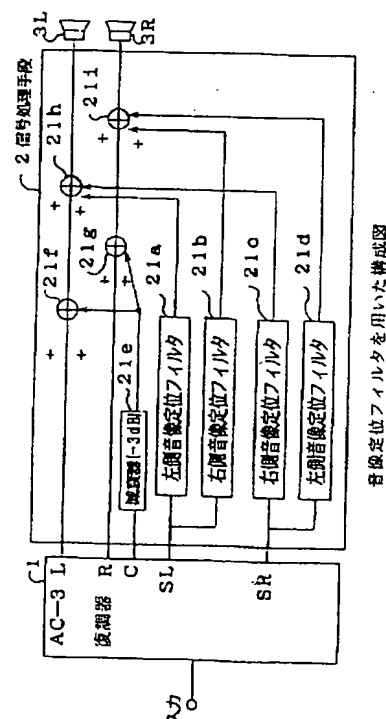 入力
1
AC-3
復調器
L
R
C
SL
SR
2 信号処理手段
21f
21h
21g
21i
21e
減衰器(-3dB)
21a
左側音像定位フィルタ
21b
右側音像定位フィルタ
21c
右側音像定位フィルタ
21d
左側音像定位フィルタ
+
+
+
+
+
+
+
+
+
3L
3R
音像定位フィルタを用いた構成図